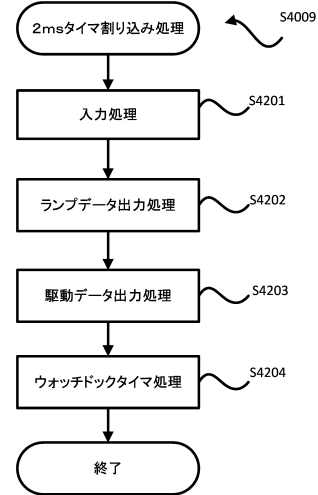 2msタイマ割り込み処理
S4009
入力処理
S4201
ランプデータ出力処理
S4202
駆動データ出力処理
S4203
ウォッチドックタイマ処理
S4204
終了